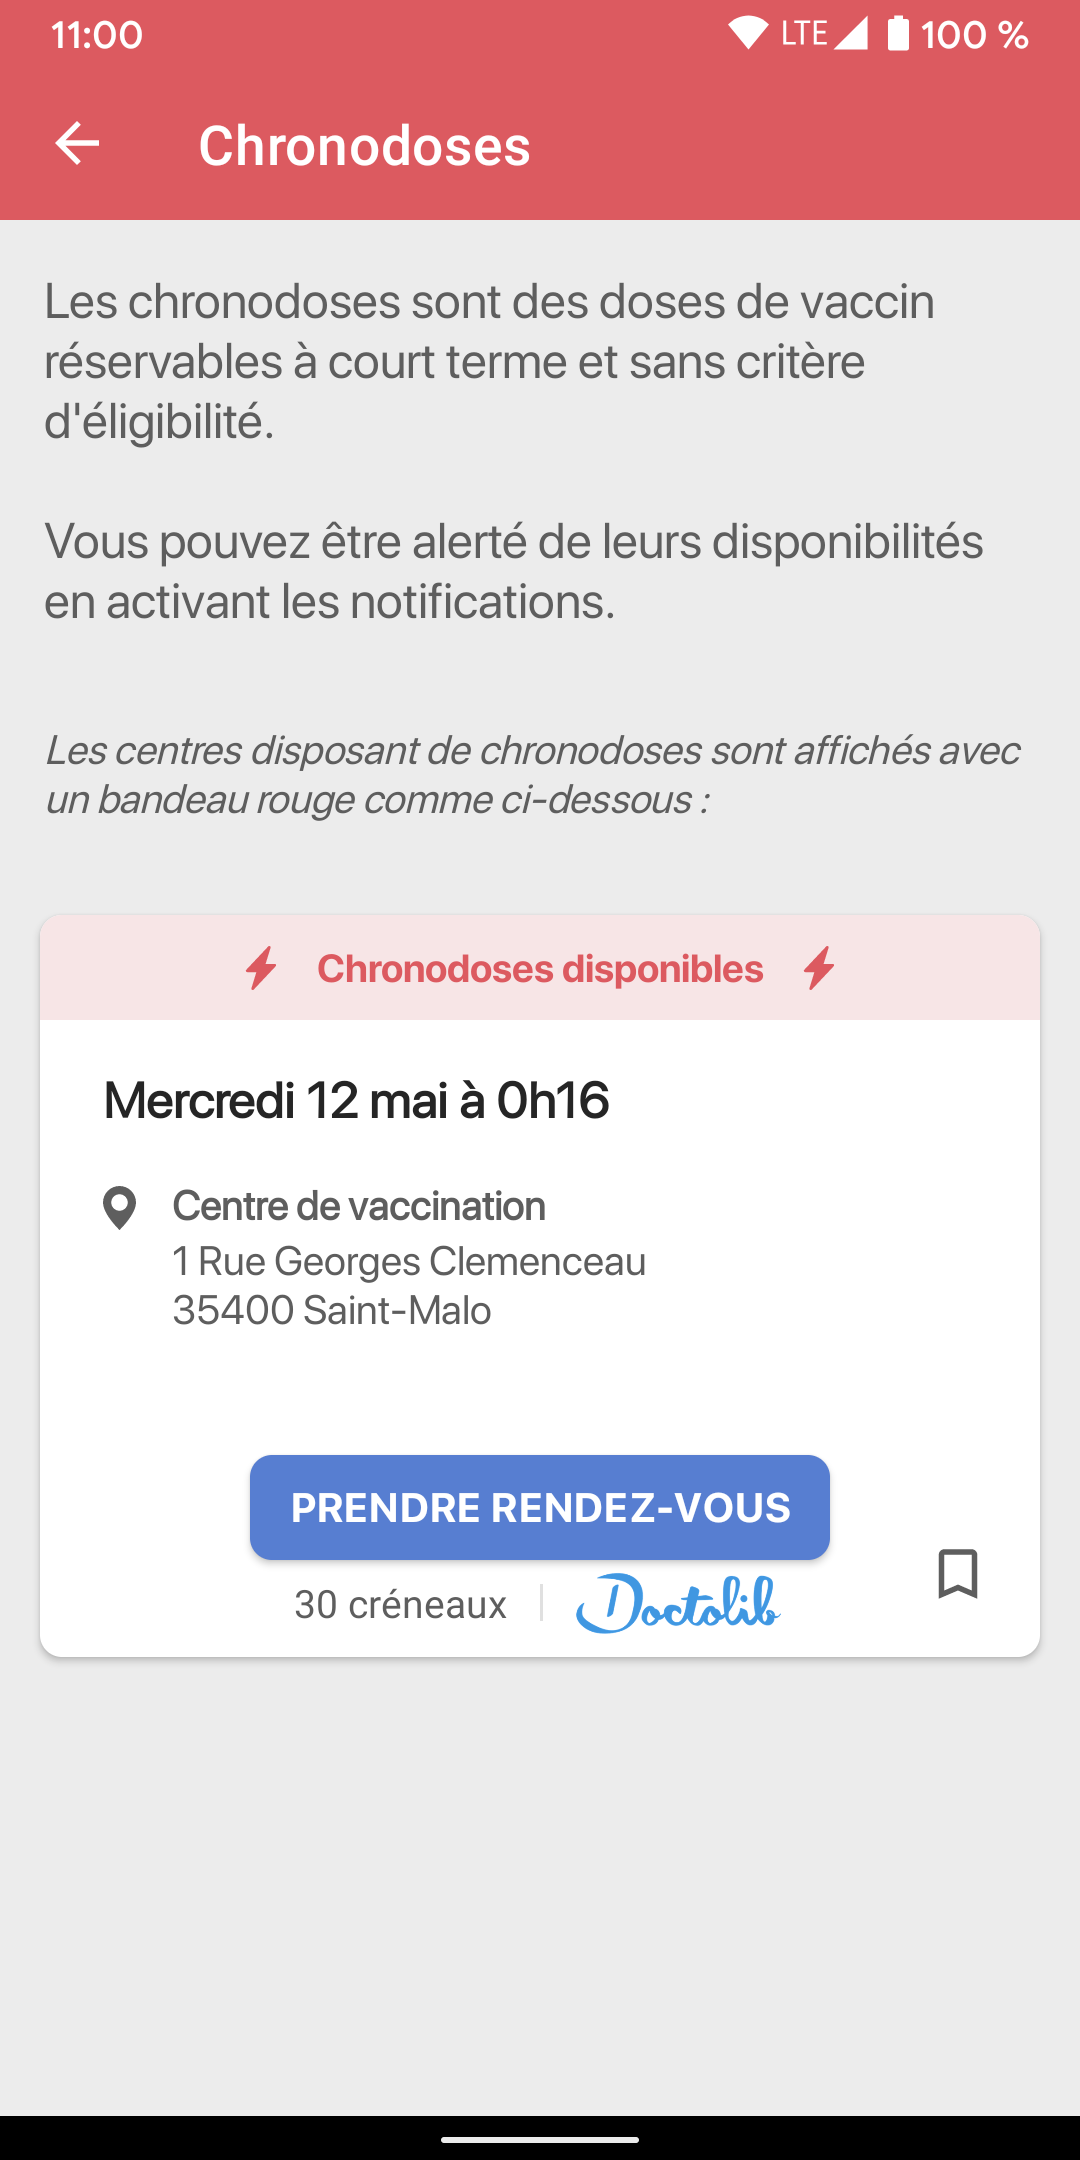 11:00 LTE 100 %
Chronodoses
Les chronodoses sont des doses de vaccin
réservables à court terme et sans critère
d'éligibilité.
Vous pouvez être alerté de leurs disponibilités
en activant les notifications.
Les centres disposant de chronodoses sont affichés avec
un bandeau rouge comme ci-dessous :
Chronodoses disponibles
Mercredi 12 mai à 0h16
Centre de vaccination
1 Rue Georges Clemenceau
35400 Saint-Malo
PRENDRE RENDEZ-VOUS
30 créneaux
Doctolib